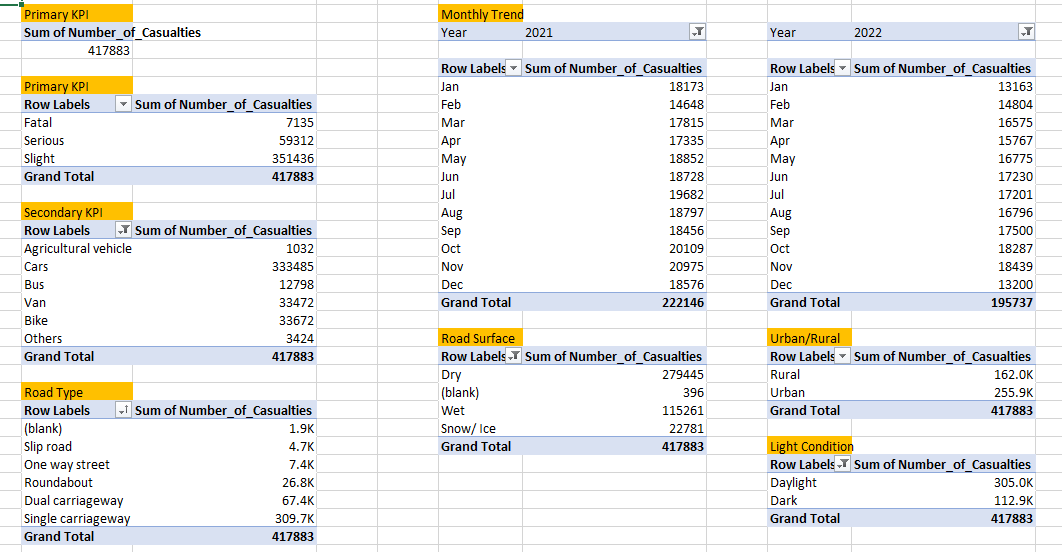 Primary KPI
Sum of Number_of_Casualties
417883
Primary KPI
Row Labels Sum of Number_of_Casualties
Fatal 7135
Serious 59312
Slight 351436
Grand Total 417883
Secondary KPI
Row Labels Sum of Number_of_Casualties
Agricultural vehicle 1032
Cars 333485
Bus 12798
Van 33472
Bike 33672
Others 3424
Grand Total 417883
Road Type
Row Labels Sum of Number_of_Casualties
(blank) 1.9K
Slip road 4.7K
One way street 7.4K
Roundabout 26.8K
Dual carriageway 67.4K
Single carriageway 309.7K
Grand Total 417883
Monthly Trend
Year 2021
Row Labels Sum of Number_of_Casualties
Jan 18173
Feb 14648
Mar 17815
Apr 17335
May 18852
Jun 18728
Jul 19682
Aug 18797
Sep 18456
Oct 20109
Nov 20975
Dec 18576
Grand Total 222146
Road Surface
Row Labels Sum of Number_of_Casualties
Dry 279445
(blank) 396
Wet 115261
Snow/ Ice 22781
Grand Total 417883
Year 2022
Row Labels Sum of Number_of_Casualties
Jan 13163
Feb 14804
Mar 16575
Apr 15767
May 16775
Jun 17230
Jul 17201
Aug 16796
Sep 17500
Oct 18287
Nov 18439
Dec 13200
Grand Total 195737
Urban/Rural
Row Labels Sum of Number_of_Casualties
Rural 162.0K
Urban 255.9K
Grand Total 417883
Light Condition
Row Labels Sum of Number_of_Casualties
Daylight 305.0K
Dark 112.9K
Grand Total 417883